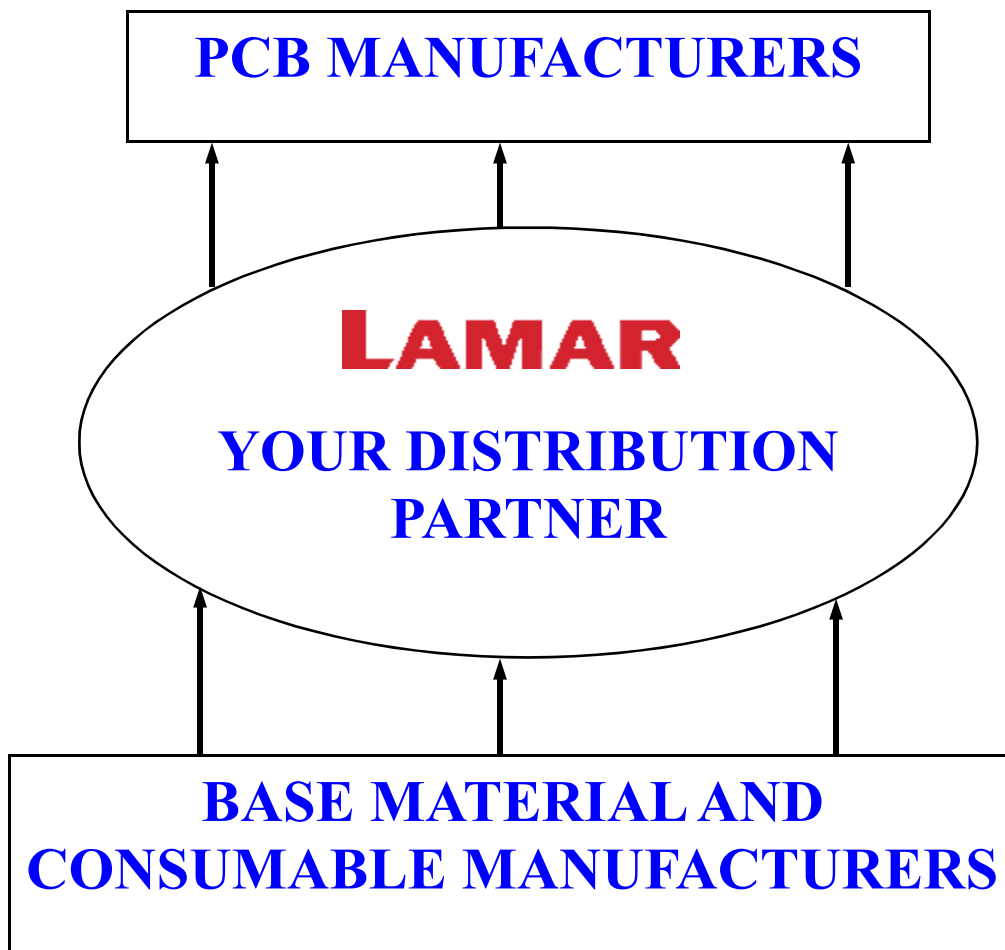 PCB MANUFACTURERS
LAMAR
YOUR DISTRIBUTION
PARTNER
BASE MATERIAL AND
CONSUMABLE MANUFACTURERS